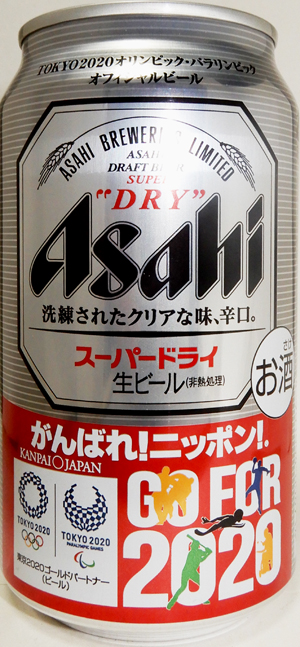 TOKYO2020オリンピック・パラリンピック
オフィシャルビール
ASAHI BREWERIES LIMITED
ASAHI
DRAFT BEER
SUPER
"DRY"
Asahi
洗練されたクリアな味、辛口。
スーパードライ
生ビール(非熱処理)
さけ
お酒
がんばれ!ニッポン!®
KANPAI JAPAN
GO FOR
2020
TOKYO 2020
TOKYO 2020
PARALYMPIC GAMES
東京2020ゴールドパートナー
(ビール)